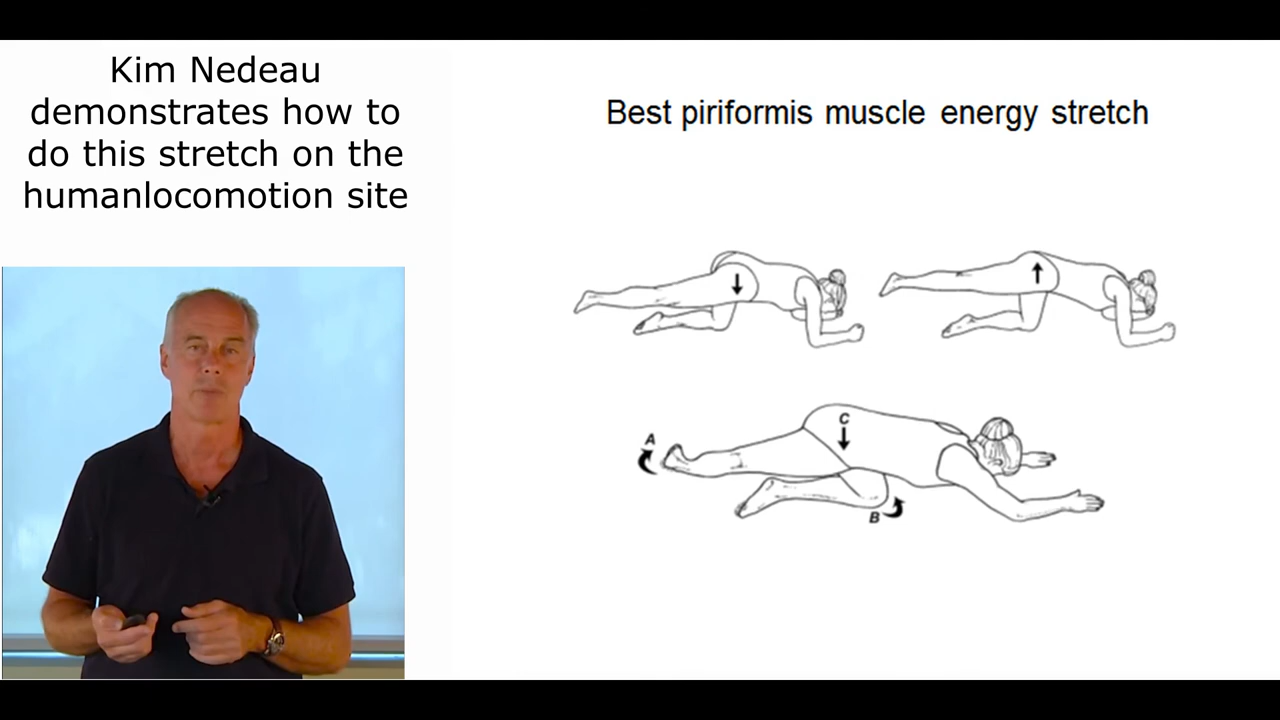 Kim Nedeau
demonstrates how to
do this stretch on the
humanlocomotion site
Best piriformis muscle energy stretch
A
C
B